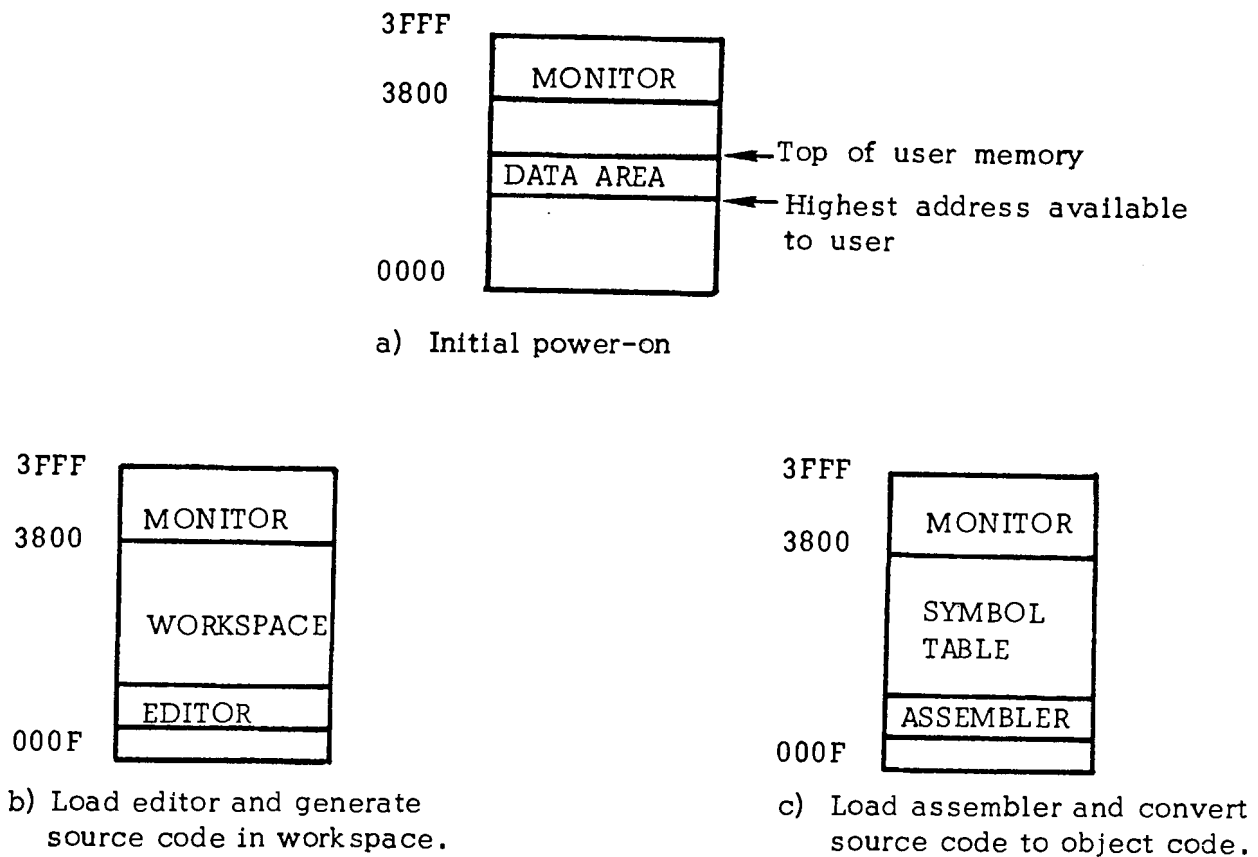 3FFF
MONITOR
3800
Top of user memory
DATA AREA
Highest address available
to user
0000
a) Initial power-on
3FFF
MONITOR
3800
WORKSPACE
EDITOR
000F
b) Load editor and generate
source code in workspace.
3FFF
MONITOR
3800
SYMBOL
TABLE
ASSEMBLER
000F
c) Load assembler and convert
source code to object code.